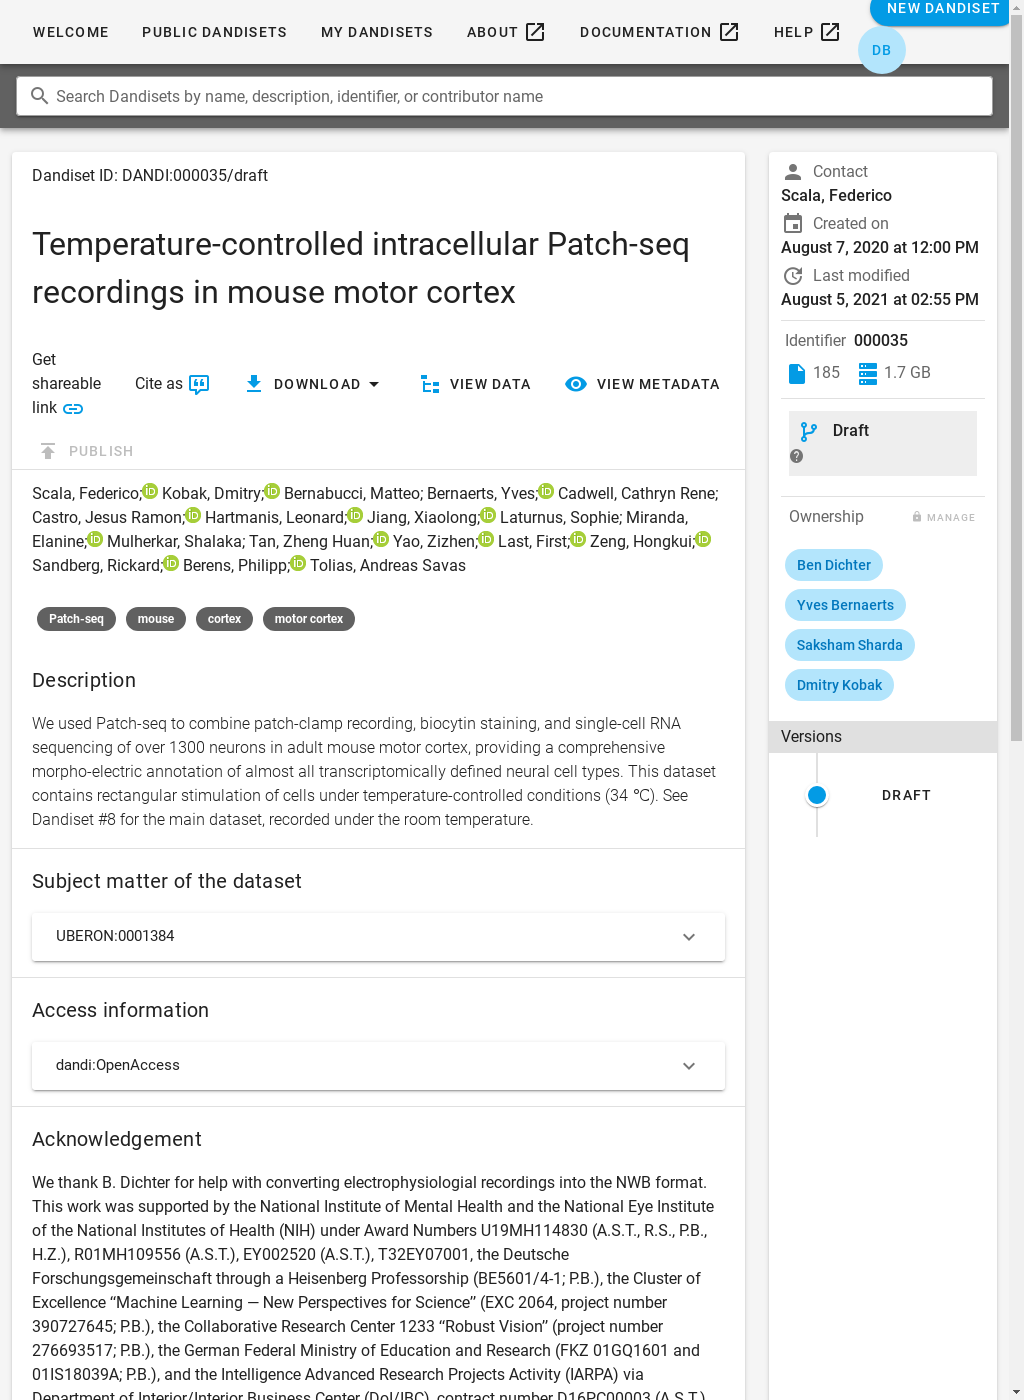 NEW DANDISET
WELCOME PUBLIC DANDISETS MY DANDISETS ABOUT DOCUMENTATION HELP
DB
Search Dandisets by name, description, identifier, or contributor name
Dandiset ID: DANDI:000035/draft
Temperature-controlled intracellular Patch-seq
recordings in mouse motor cortex
Get
shareable
link
Cite as
DOWNLOAD
VIEW DATA
VIEW METADATA
PUBLISH
Scala, Federico; Kobak, Dmitry; Bernabucci, Matteo; Bernaerts, Yves; Cadwell, Cathryn Rene;
Castro, Jesus Ramon; Hartmanis, Leonard; Jiang, Xiaolong; Laturnus, Sophie; Miranda,
Elanine; Mulherkar, Shalaka; Tan, Zheng Huan; Yao, Zizhen; Last, First; Zeng, Hongkui;
Sandberg, Rickard; Berens, Philipp; Tolias, Andreas Savas
Patch-seq mouse cortex motor cortex
Description
We used Patch-seq to combine patch-clamp recording, biocytin staining, and single-cell RNA
sequencing of over 1300 neurons in adult mouse motor cortex, providing a comprehensive
morpho-electric annotation of almost all transcriptomically defined neural cell types. This dataset
contains rectangular stimulation of cells under temperature-controlled conditions (34 ℃). See
Dandiset #8 for the main dataset, recorded under the room temperature.
Subject matter of the dataset
UBERON:0001384
Access information
dandi:OpenAccess
Acknowledgement
We thank B. Dichter for help with converting electrophysiologial recordings into the NWB format.
This work was supported by the National Institute of Mental Health and the National Eye Institute
of the National Institutes of Health (NIH) under Award Numbers U19MH114830 (A.S.T., R.S., P.B.,
H.Z.), R01MH109556 (A.S.T.), EY002520 (A.S.T.), T32EY07001, the Deutsche
Forschungsgemeinschaft through a Heisenberg Professorship (BE5601/4-1; P.B.), the Cluster of
Excellence “Machine Learning — New Perspectives for Science” (EXC 2064, project number
390727645; P.B.), the Collaborative Research Center 1233 “Robust Vision” (project number
276693517; P.B.), the German Federal Ministry of Education and Research (FKZ 01GQ1601 and
01IS18039A; P.B.), and the Intelligence Advanced Research Projects Activity (IARPA) via
Department of Interior/Interior Business Center (DoI/IBC), contract number D16PC00003 (A.S.T.).
Contact
Scala, Federico
Created on
August 7, 2020 at 12:00 PM
Last modified
August 5, 2021 at 02:55 PM
Identifier 000035
185 1.7 GB
Draft
Ownership MANAGE
Ben Dichter
Yves Bernaerts
Saksham Sharda
Dmitry Kobak
Versions
DRAFT